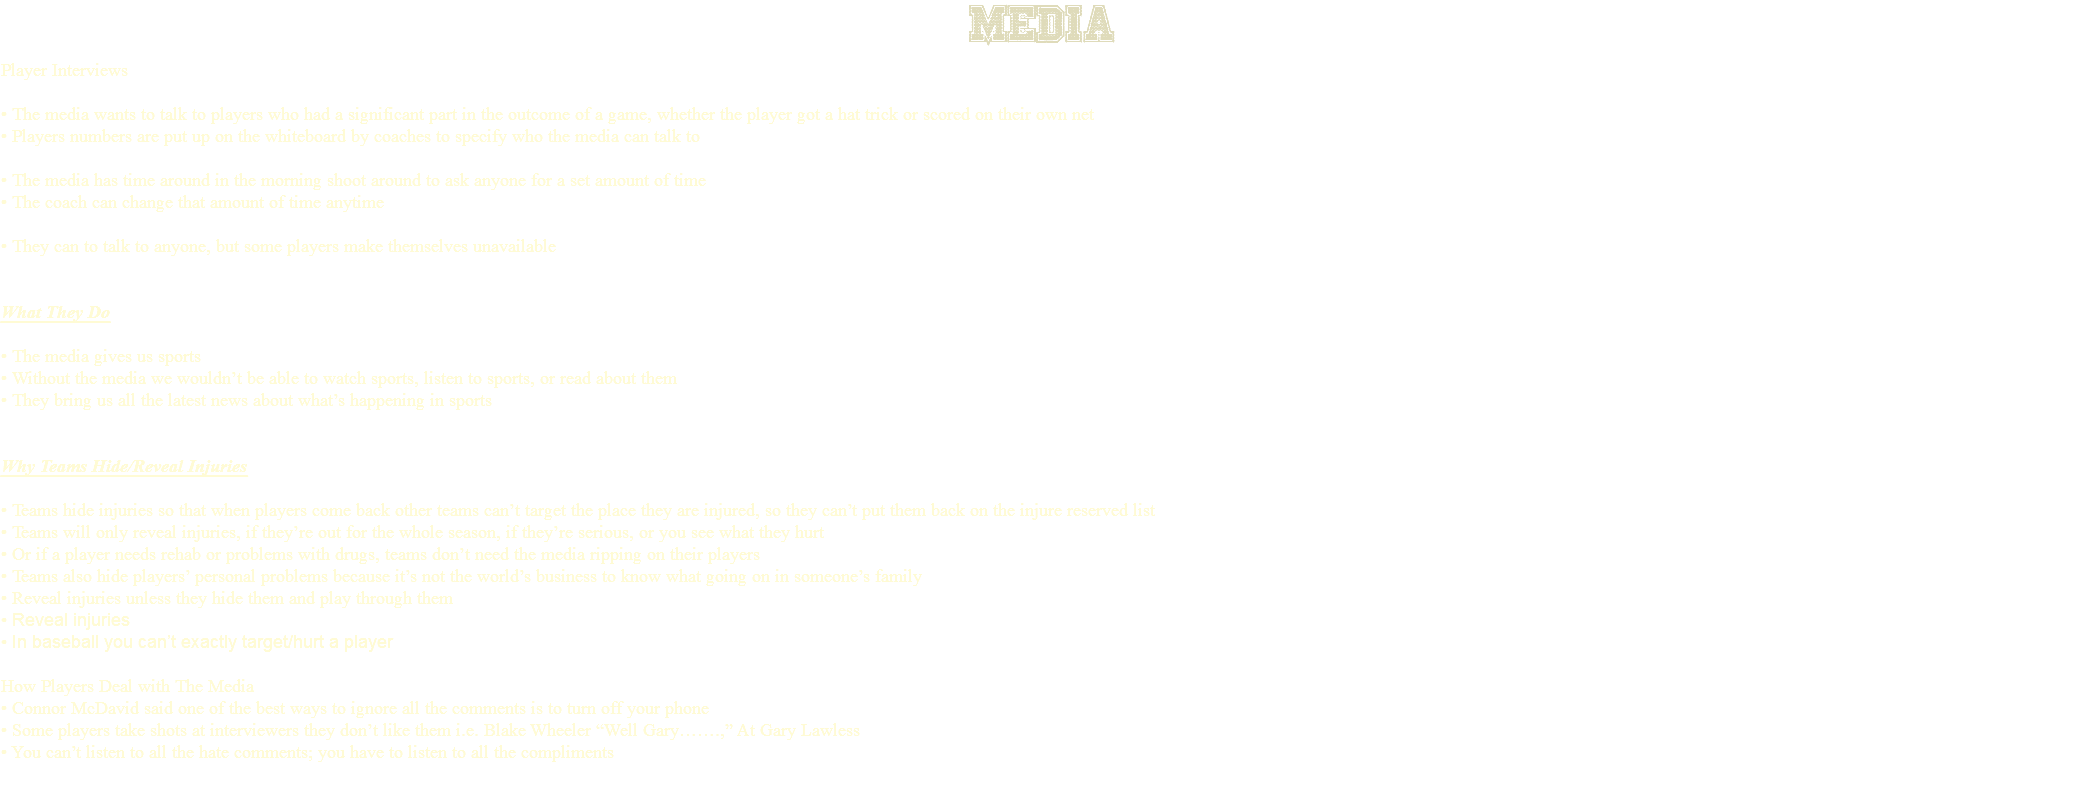 MEDIA
Player Interviews
• The media wants to talk to players who had a significant part in the outcome of a game, whether the player got a hat trick or scored on their own net
• Players numbers are put up on the whiteboard by coaches to specify who the media can talk to
• The media has time around in the morning shoot around to ask anyone for a set amount of time
• The coach can change that amount of time anytime
• They can to talk to anyone, but some players make themselves unavailable
What They Do
• The media gives us sports
• Without the media we wouldn't be able to watch sports, listen to sports, or read about them
• They bring us all the latest news about what's happening in sports
Why Teams Hide/Reveal Injuries
• Teams hide injuries so that when players come back other teams can't target the place they are injured, so they can't put them back on the injure reserved list
• Teams will only reveal injuries, if they're out for the whole season, if they're serious, or you see what they hurt
• Or if a player needs rehab or problems with drugs, teams don't need the media ripping on their players
• Teams also hide players' personal problems because it's not the world's business to know what going on in someone's family
• Reveal injuries unless they hide them and play through them
• Reveal injuries
• In baseball you can't exactly target/hurt a player
How Players Deal with The Media
• Connor McDavid said one of the best ways to ignore all the comments is to turn off your phone
• Some players take shots at interviewers they don't like them i.e. Blake Wheeler “Well Gary……..” At Gary Lawless
• You can't listen to all the hate comments; you have to listen to all the compliments